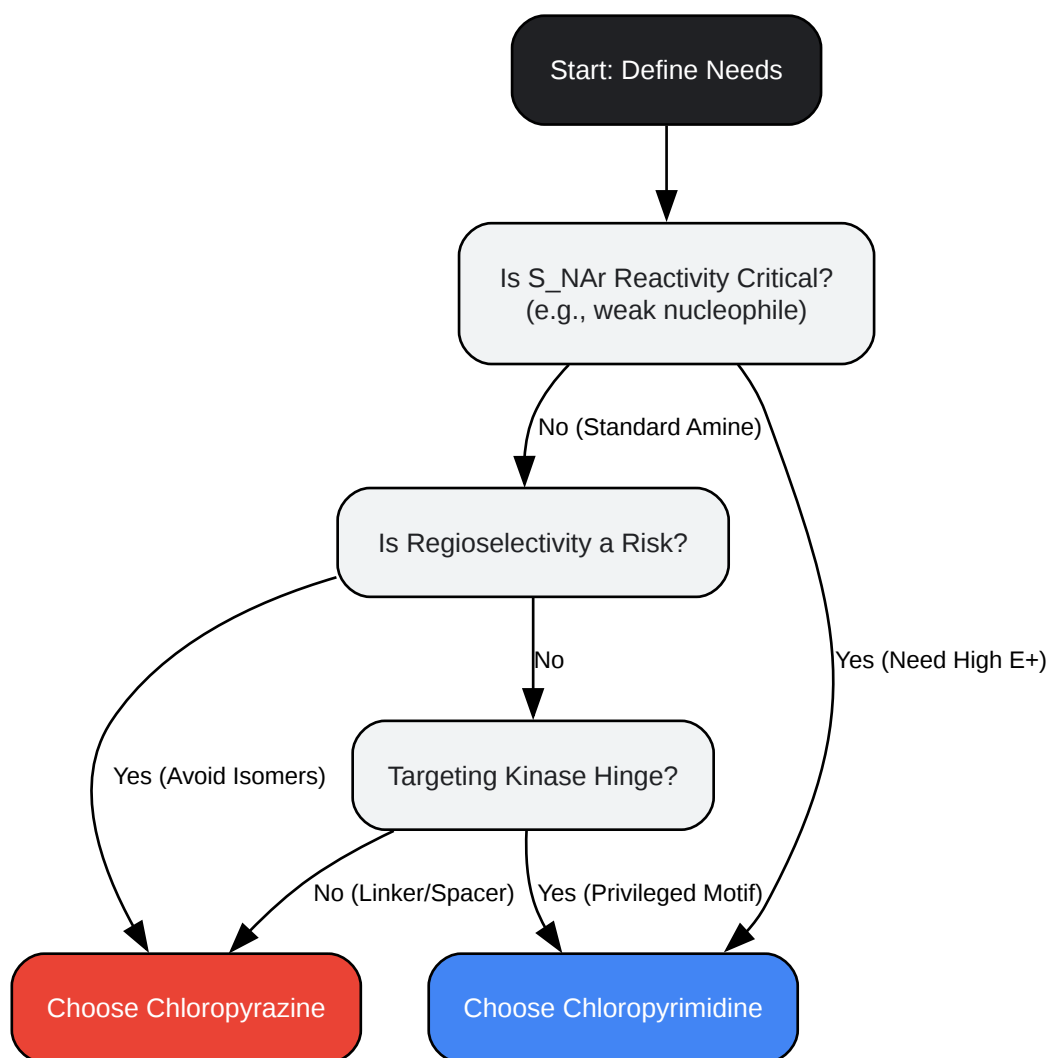 Start: Define Needs
Is S_NAr Reactivity Critical?
(e.g., weak nucleophile)
No (Standard Amine)
Is Regioselectivity a Risk?
No
Yes (Need High E+)
Yes (Avoid Isomers)
Targeting Kinase Hinge?
No (Linker/Spacer)
Yes (Privileged Motif)
Choose Chloropyrazine
Choose Chloropyrimidine